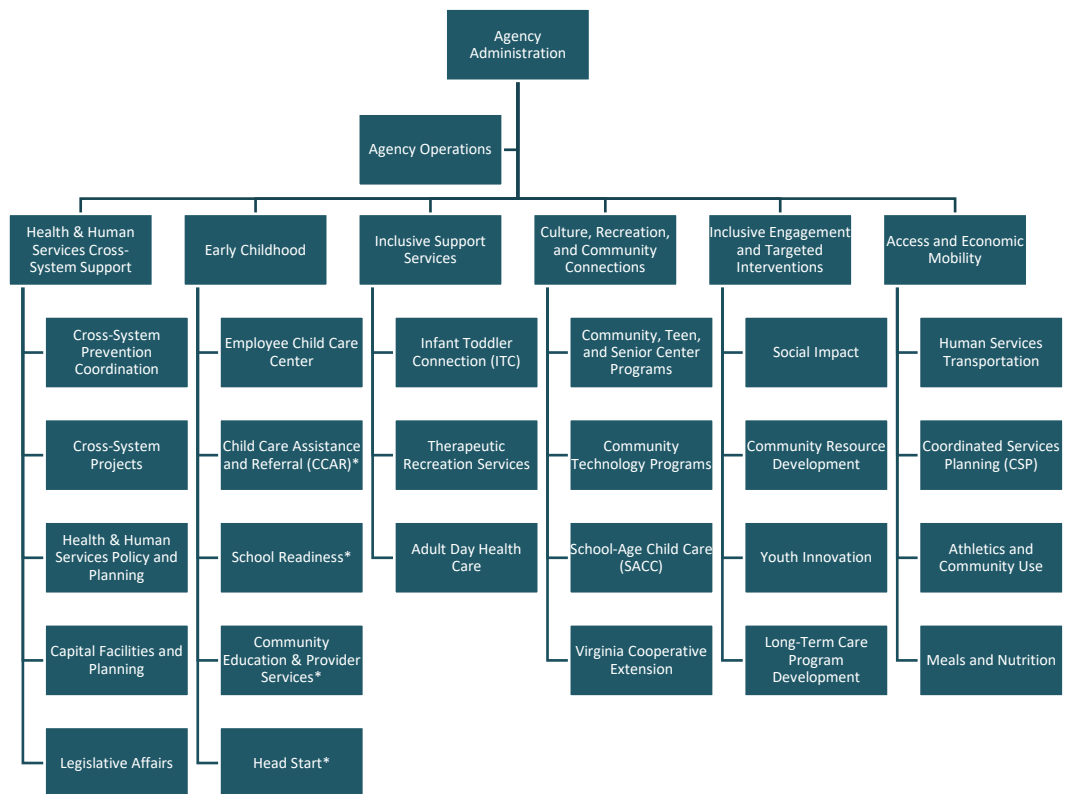 Agency
Administration
Agency Operations
Health & Human
Services Cross-
System Support
Early Childhood
Inclusive Support
Services
Culture, Recreation,
and Community
Connections
Inclusive Engagement
and Targeted
Interventions
Access and Economic
Mobility
Cross-System
Prevention
Coordination
Cross-System
Projects
Health & Human
Services Policy and
Planning
Capital Facilities and
Planning
Legislative Affairs
Employee Child Care
Center
Child Care Assistance
and Referral (CCAR)*
School Readiness*
Community
Education & Provider
Services*
Head Start*
Infant Toddler
Connection (ITC)
Therapeutic
Recreation Services
Adult Day Health
Care
Community, Teen,
and Senior Center
Programs
Community
Technology Programs
School-Age Child Care
(SACC)
Virginia Cooperative
Extension
Social Impact
Community Resource
Development
Youth Innovation
Long-Term Care
Program
Development
Human Services
Transportation
Coordinated Services
Planning (CSP)
Athletics and
Community Use
Meals and Nutrition